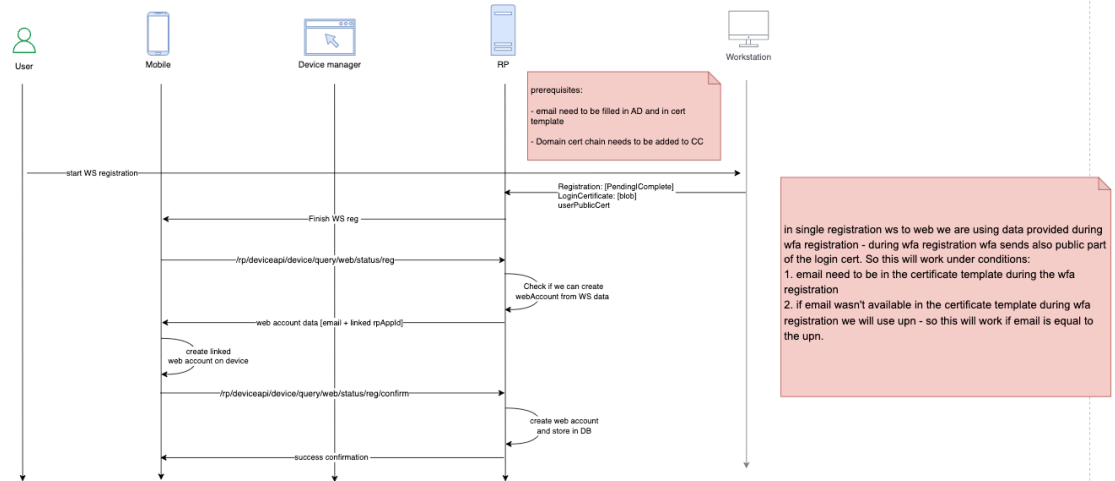 User
Mobile
Device manager
RP
Workstation
prerequisites:
- email need to be filled in AD and in cert
template
- Domain cert chain needs to be added to CC
start WS registration
Registration: [PendingIComplete]
LoginCertificate: [blob]
userPublicCert
Finish WS reg
in single registration ws to web we are using data provided during
wfa registration - during wfa registration wfa sends also public part
of the login cert. So this will work under conditions:
1. email need to be in the certificate template during the wfa
registration
2. if email wasn't available in the certificate template during wfa
registration we will use upn - so this will work if email is equal to
the upn.
/rp/deviceapi/device/query/web/status/reg
Check if we can create
webAccount from WS data
web account data [email + linked rpAppId]
create linked
web account on device
/rp/deviceapi/device/query/web/status/reg/confirm
create web account
and store in DB
success confirmation